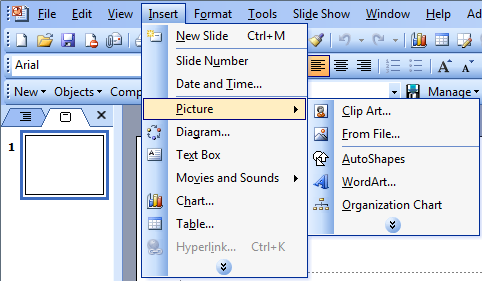 File Edit View Insert Format Tools Slide Show Window Help
Arial
New Objects
Manage
1
New Slide Ctrl+M
Slide Number
Date and Time...
Picture
Diagram...
Text Box
Movies and Sounds
Chart...
Table...
Hyperlink... Ctrl+K
Clip Art...
From File...
AutoShapes
WordArt...
Organization Chart